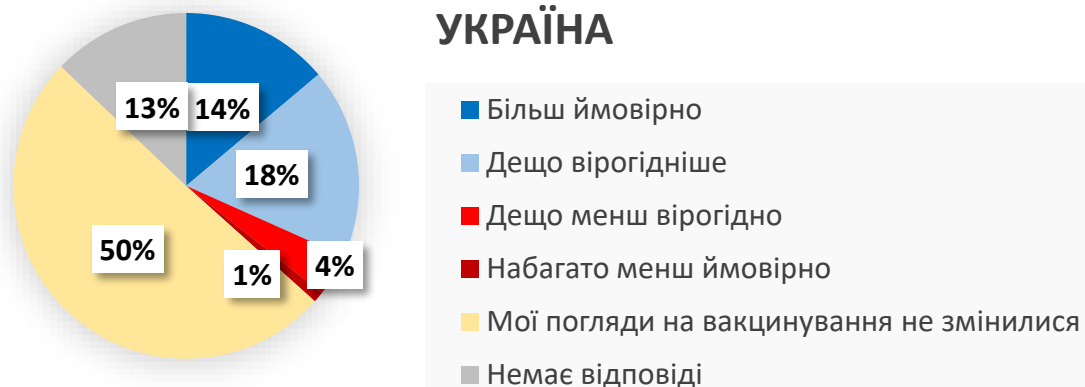 УКРАЇНА
13%
14%
18%
50%
1%
4%
Більш ймовірно
Дещо вірогідніше
Дещо менш вірогідно
Набагато менш ймовірно
Мої погляди на вакцинування не змінилися
Немає відповіді